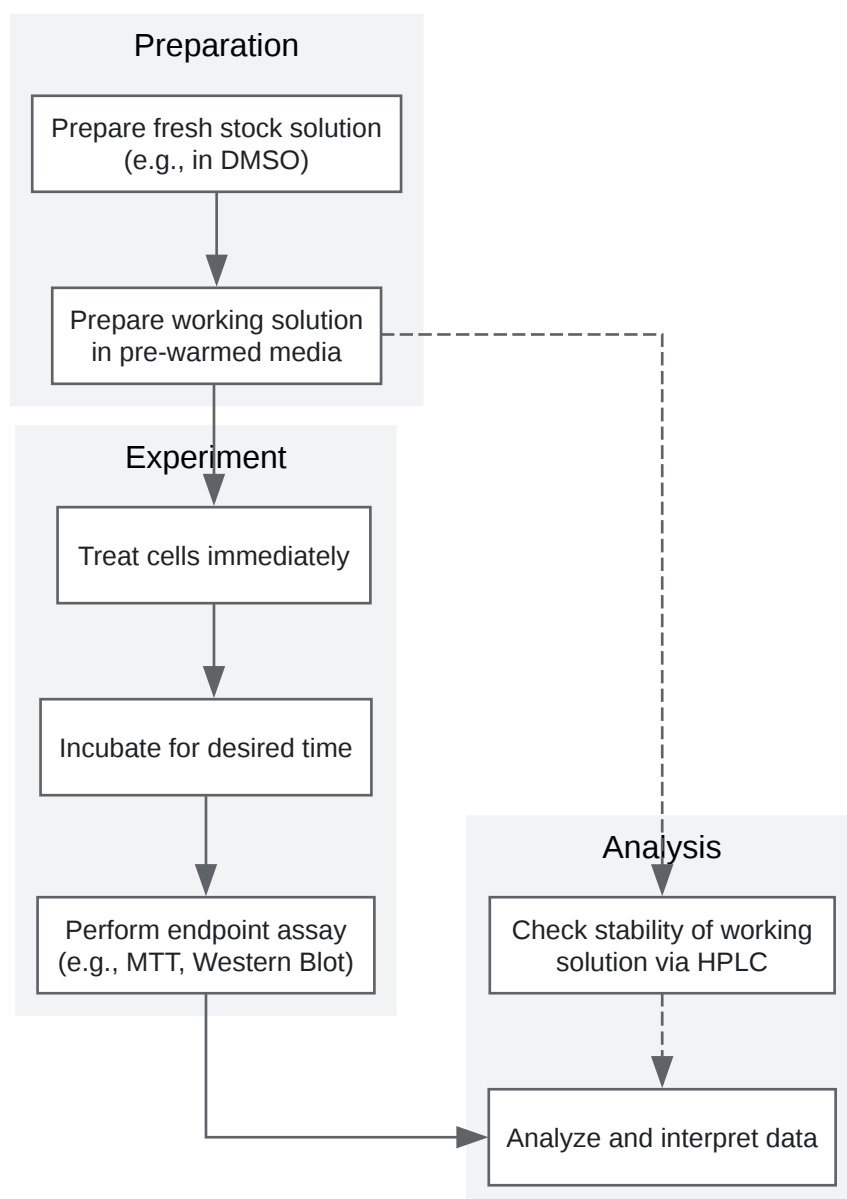 Preparation
Prepare fresh stock solution
(e.g., in DMSO)
Prepare working solution
in pre-warmed media
Experiment
Treat cells immediately
Incubate for desired time
Perform endpoint assay
(e.g., MTT, Western Blot)
Analysis
Check stability of working
solution via HPLC
Analyze and interpret data